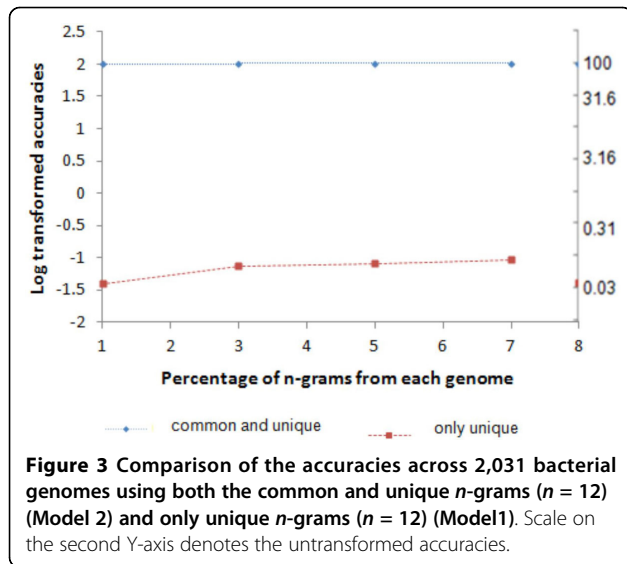 2.5
2
1.5
1
0.5
0
-0.5
-1
-1.5
-2
Log transformed accuracies
100
31.6
3.16
0.31
0.03
1 2 3 4 5 6 7 8
Percentage of n-grams from each genome
common and unique only unique
Figure 3 Comparison of the accuracies across 2,031 bacterial
genomes using both the common and unique n-grams (n = 12)
(Model 2) and only unique n-grams (n = 12) (Model1). Scale on
the second Y-axis denotes the untransformed accuracies.